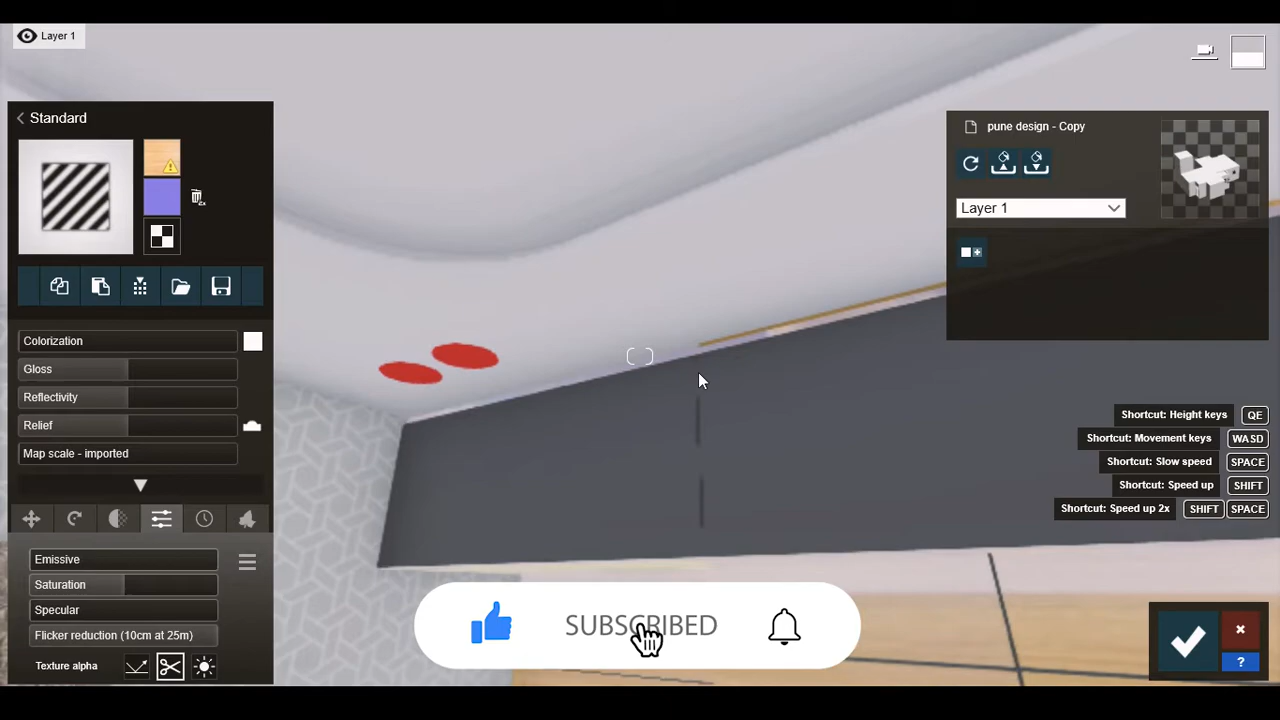 Layer 1
Standard
pune design - Copy
Layer 1
Colorization
Gloss
Reflectivity
Relief
Map scale - imported
Shortcut: Height keys QE
Shortcut: Movement keys WASD
Shortcut: Slow speed SPACE
Shortcut: Speed up SHIFT
Shortcut: Speed up 2x SHIFT SPACE
Emissive
Saturation
Specular
Flicker reduction (10cm at 25m)
Texture alpha
SUBSCRIBED
?